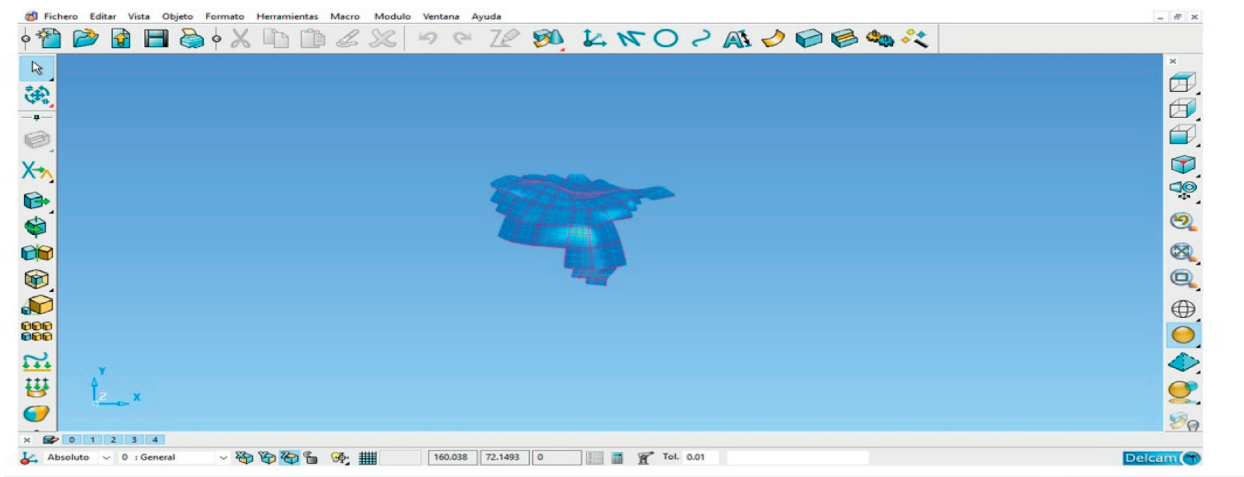 Fichero Editar Vista Objeto Formato Herramientas Macro Modulo Ventana Ayuda
Y
Z X
0 1 2 3 4
Absoluto 0 : General 160.038 72.1493 0 Tol. 0.01 Delcam